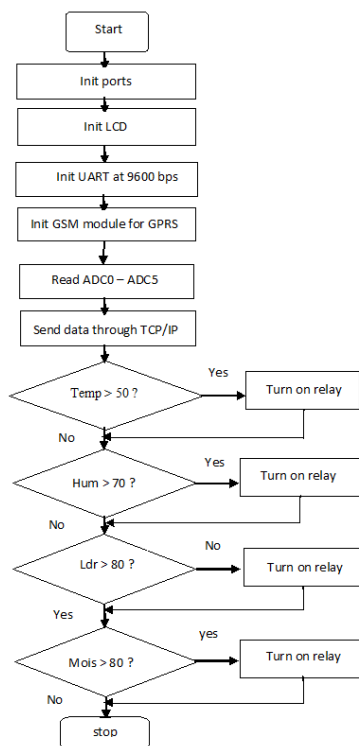 Start
Init ports
Init LCD
Init UART at 9600 bps
Init GSM module for GPRS
Read ADC0 – ADC5
Send data through TCP/IP
Temp > 50 ?
Yes
Turn on relay
No
Hum > 70 ?
Yes
Turn on relay
No
Ldr > 80 ?
No
Turn on relay
Yes
Mois > 80 ?
yes
Turn on relay
No
stop